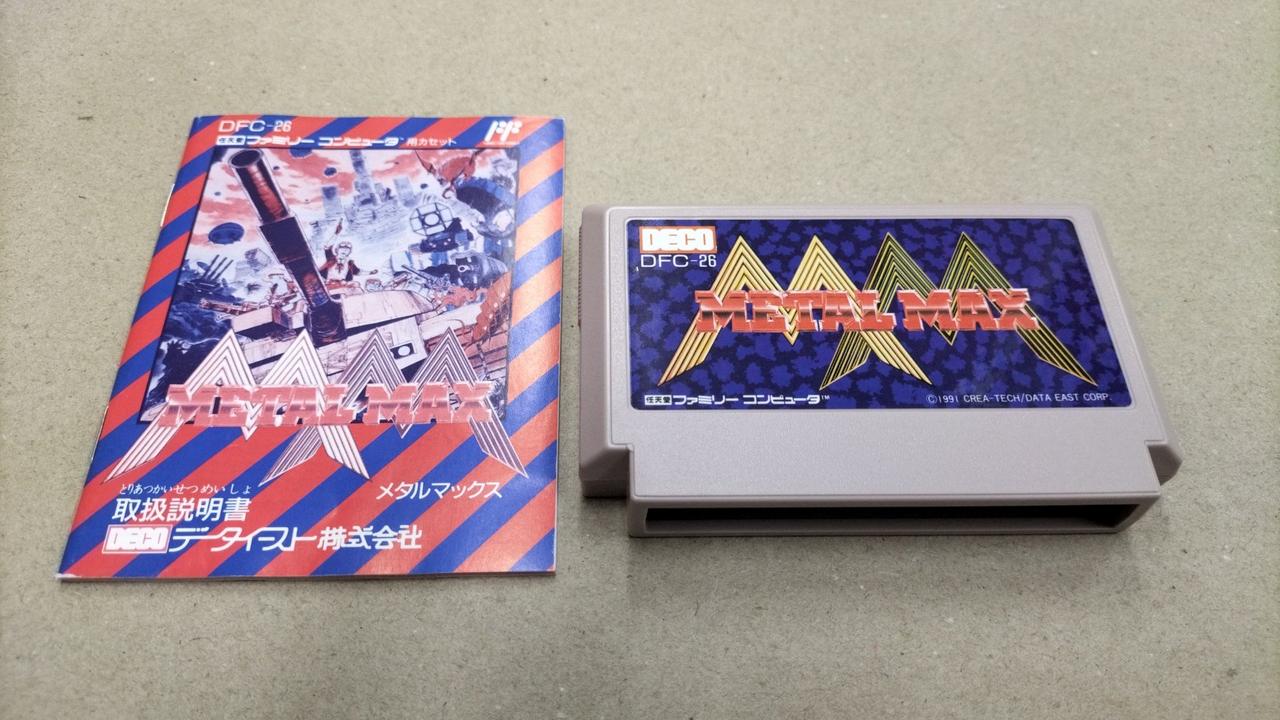 DFC-26
任天堂 ファミリー コンピュータ™用カセット
METAL MAX
とりあつかいせつめいしょ
取扱説明書
メタルマックス
DECO データイースト株式会社
DECO
DFC-26
METAL MAX
任天堂 ファミリー コンピュータ™
©1991 CREA-TECH/DATA EAST CORP.